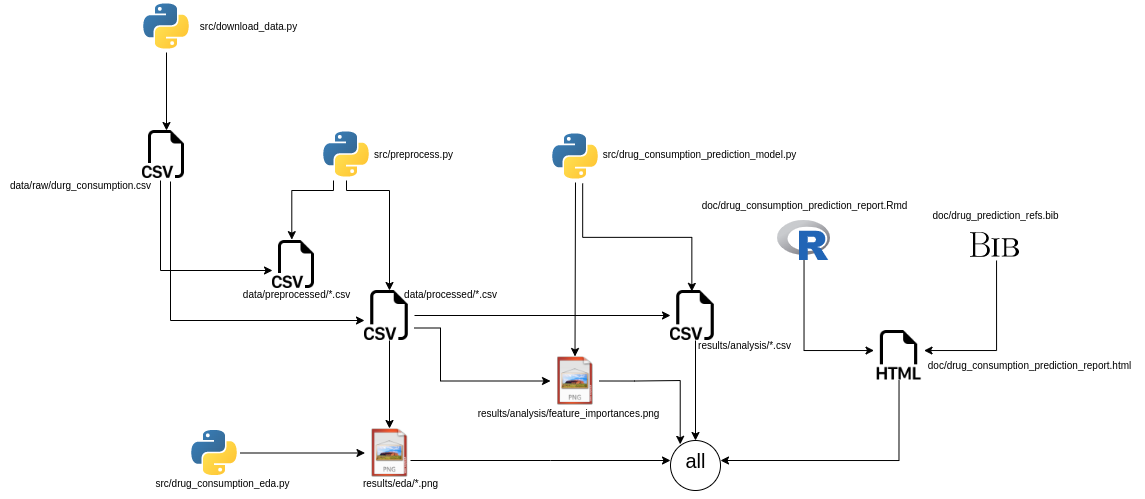 src/download_data.py
CSV
data/raw/durg_consumption.csv
src/preprocess.py
src/drug_consumption_prediction_model.py
doc/drug_consumption_prediction_report.Rmd
R
doc/drug_prediction_refs.bib
BIB
CSV
data/preprocessed/*.csv
CSV
data/processed/*.csv
CSV
results/analysis/*.csv
HTML
doc/drug_consumption_prediction_report.html
PNG
results/analysis/feature_importances.png
src/drug_consumption_eda.py
PNG
results/eda/*.png
all